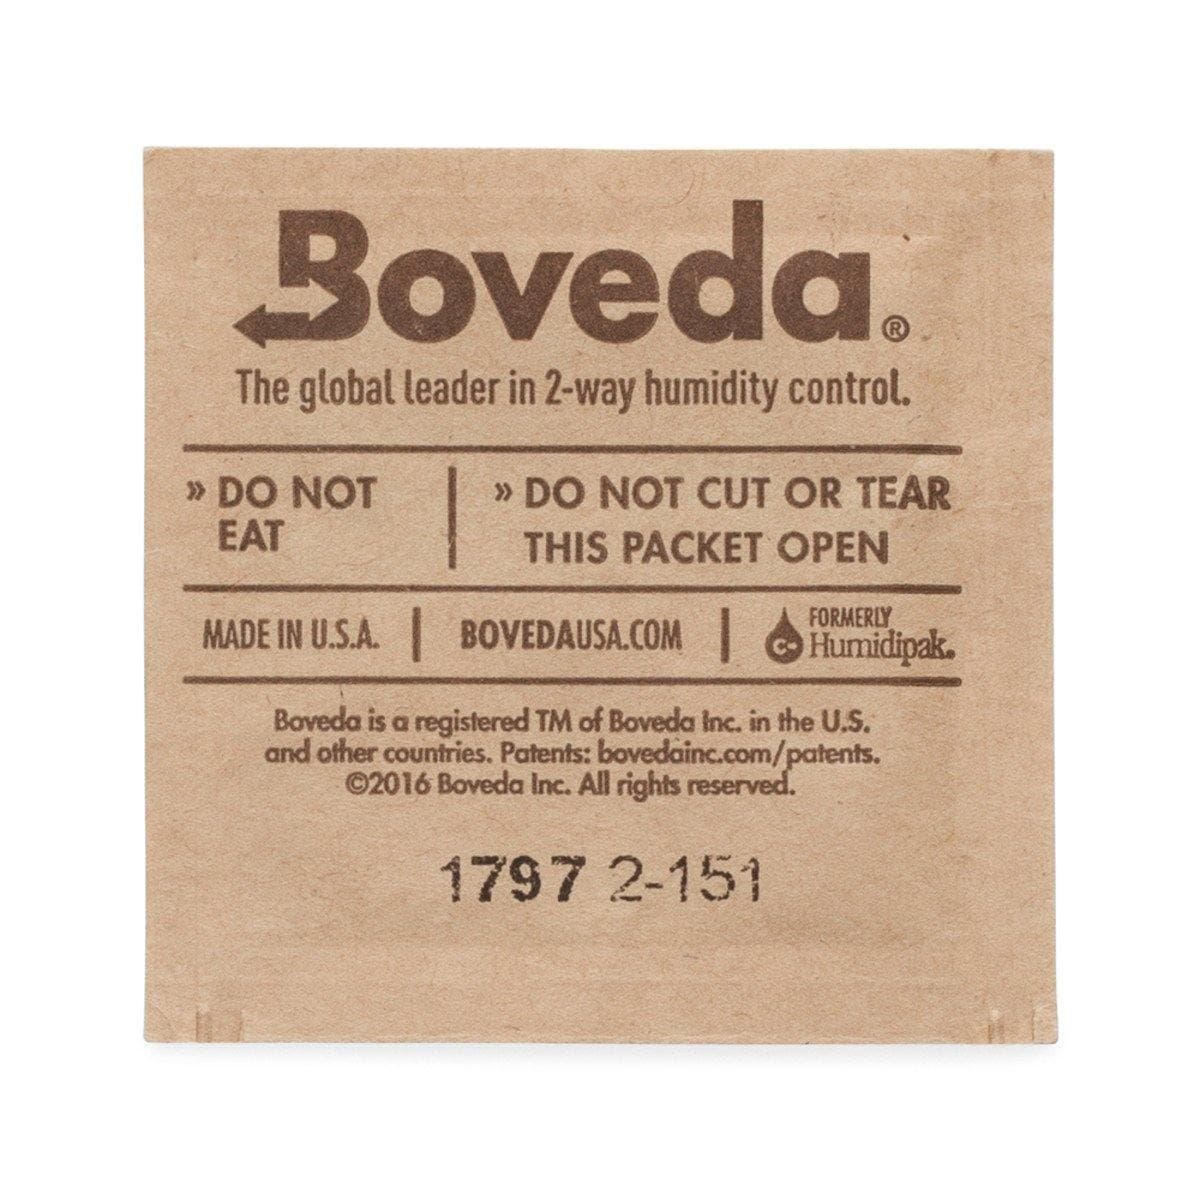 Boveda®
The global leader in 2-way humidity control.
» DO NOT
EAT
» DO NOT CUT OR TEAR
THIS PACKET OPEN
MADE IN U.S.A. | BOVEDAUSA.COM |
FORMERLY
Humidipak®
Boveda is a registered TM of Boveda Inc. in the U.S.
and other countries. Patents: bovedainc.com/patents.
©2016 Boveda Inc. All rights reserved.
1797 2-151